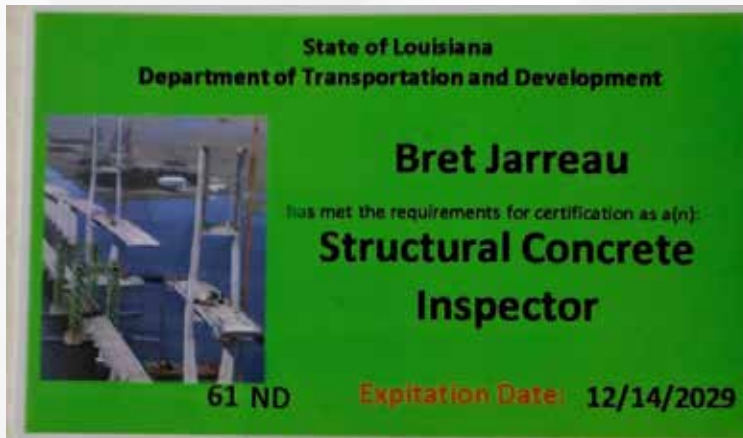 State of Louisiana
Department of Transportation and Development
Bret Jarreau
has met the requirements for certification as a(n):
Structural Concrete
Inspector
61 ND Expitation Date: 12/14/2029